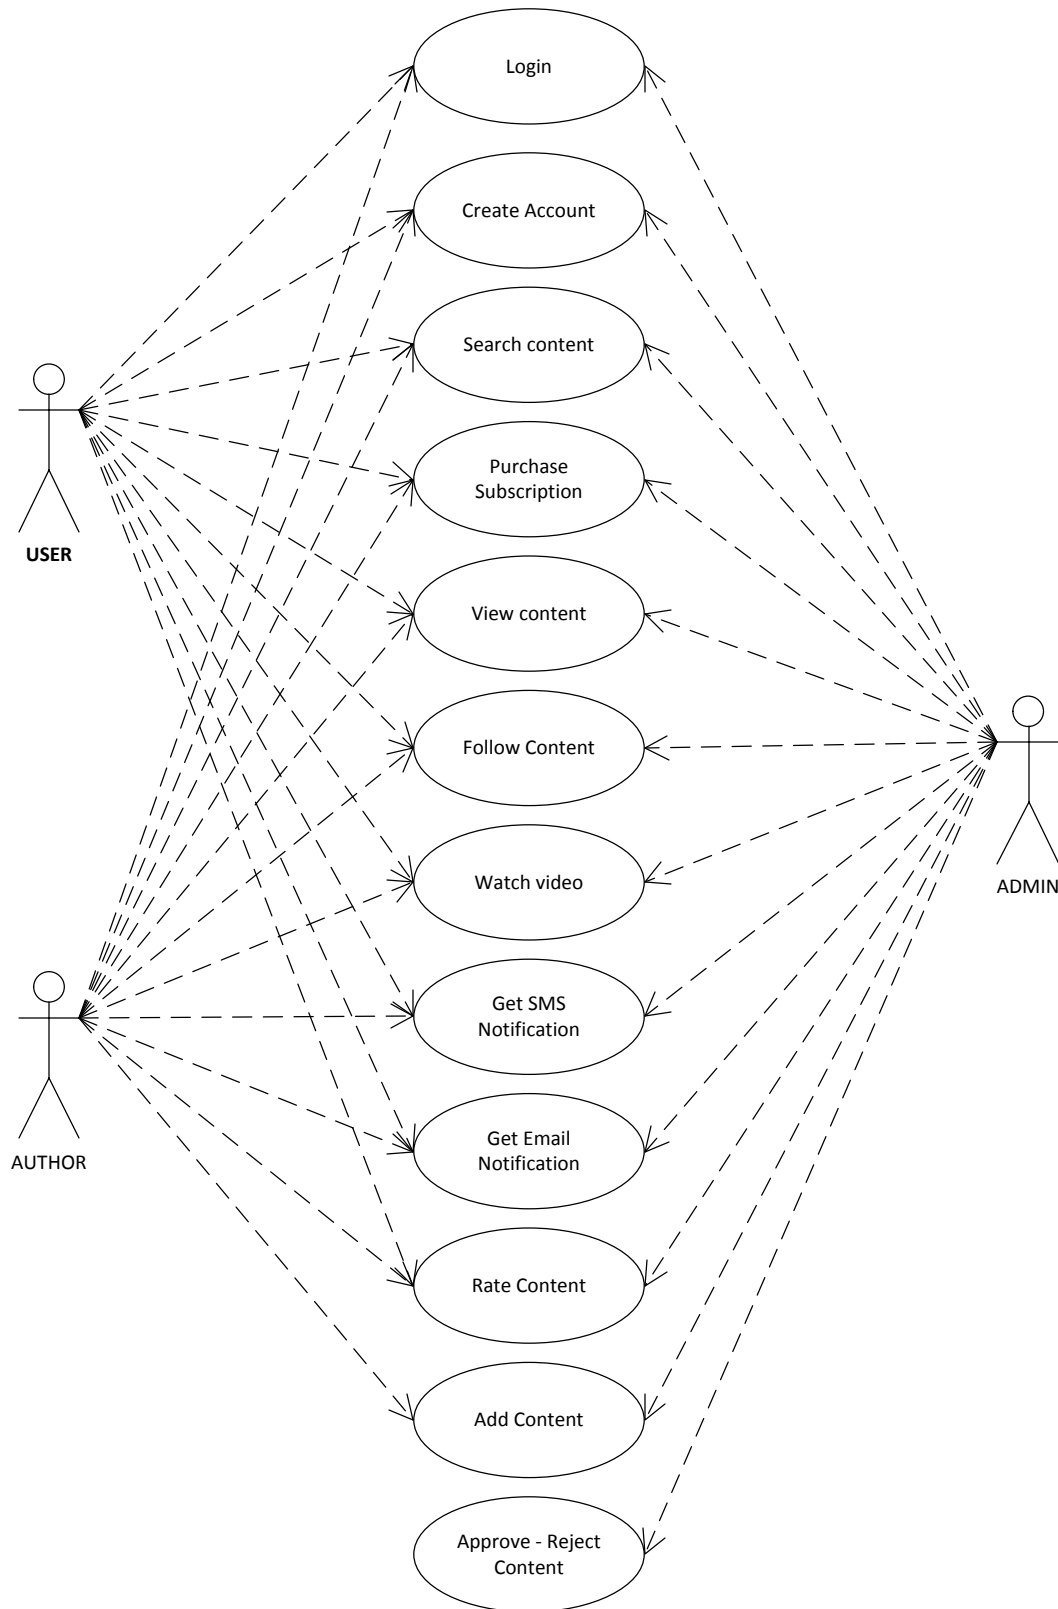 Login
Create Account
Search content
Purchase
Subscription
USER
View content
Follow Content
ADMIN
Watch video
Get SMS
Notification
AUTHOR
Get Email
Notification
Rate Content
Add Content
Approve - Reject
Content